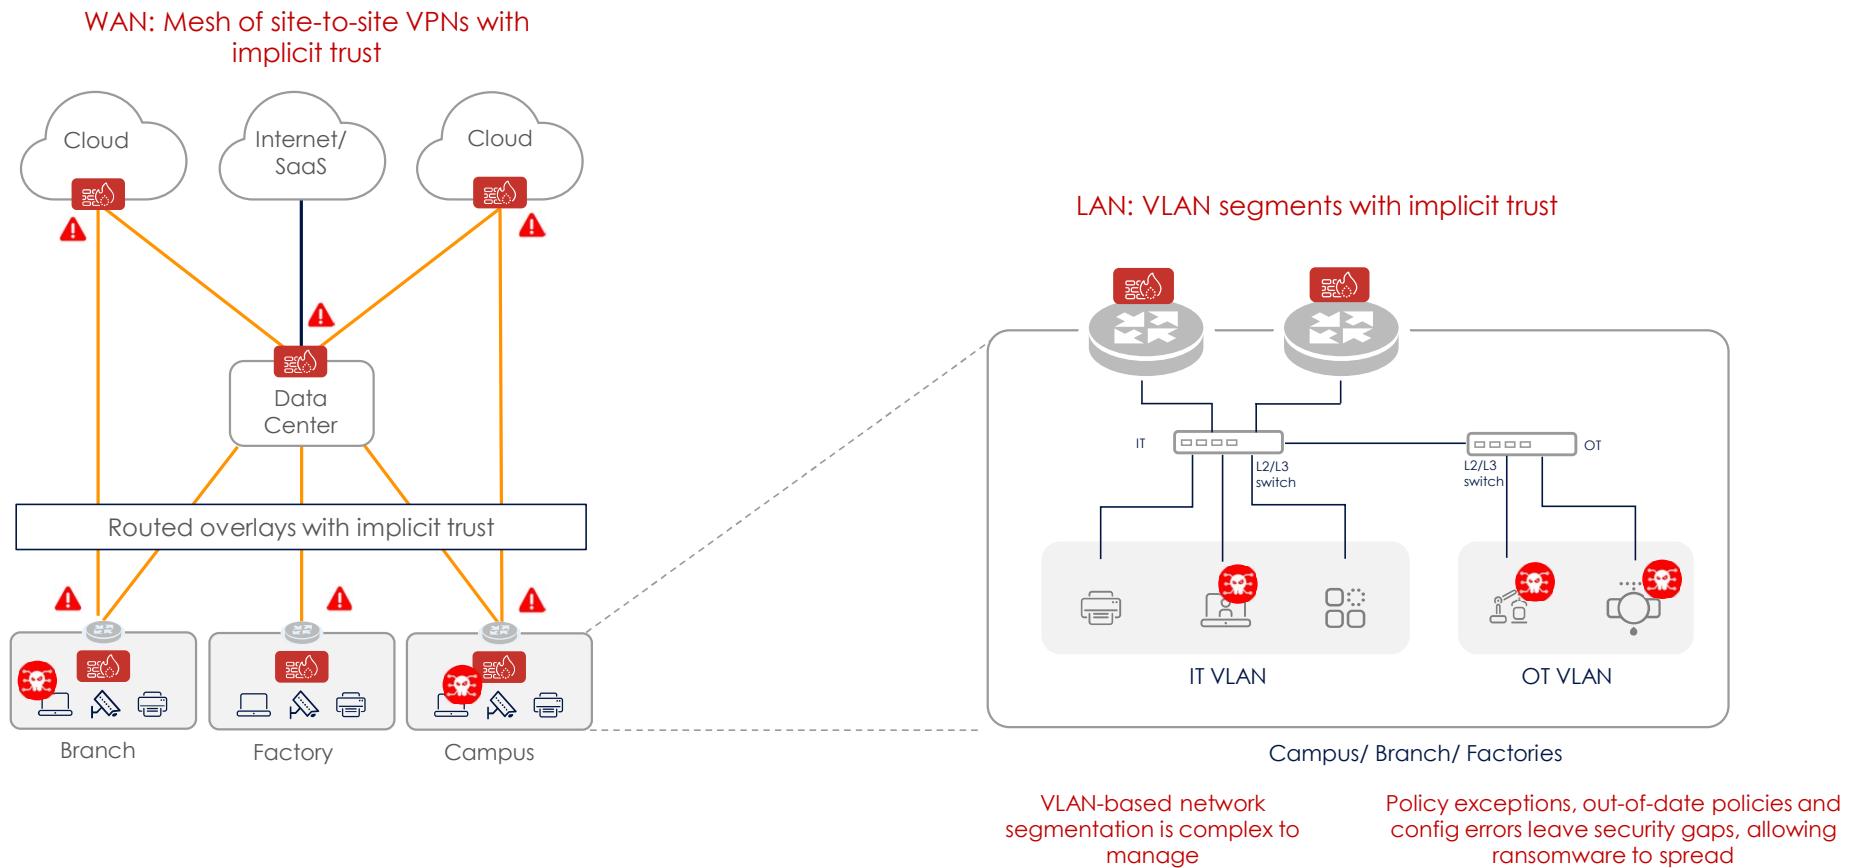 WAN: Mesh of site-to-site VPNs with
implicit trust
Cloud
Internet/
SaaS
Cloud
Data
Center
Routed overlays with implicit trust
Branch
Factory
Campus
LAN: VLAN segments with implicit trust
IT
L2/L3
switch
L2/L3
switch
OT
IT VLAN
OT VLAN
Campus/ Branch/ Factories
VLAN-based network
segmentation is complex to
manage
Policy exceptions, out-of-date policies and
config errors leave security gaps, allowing
ransomware to spread